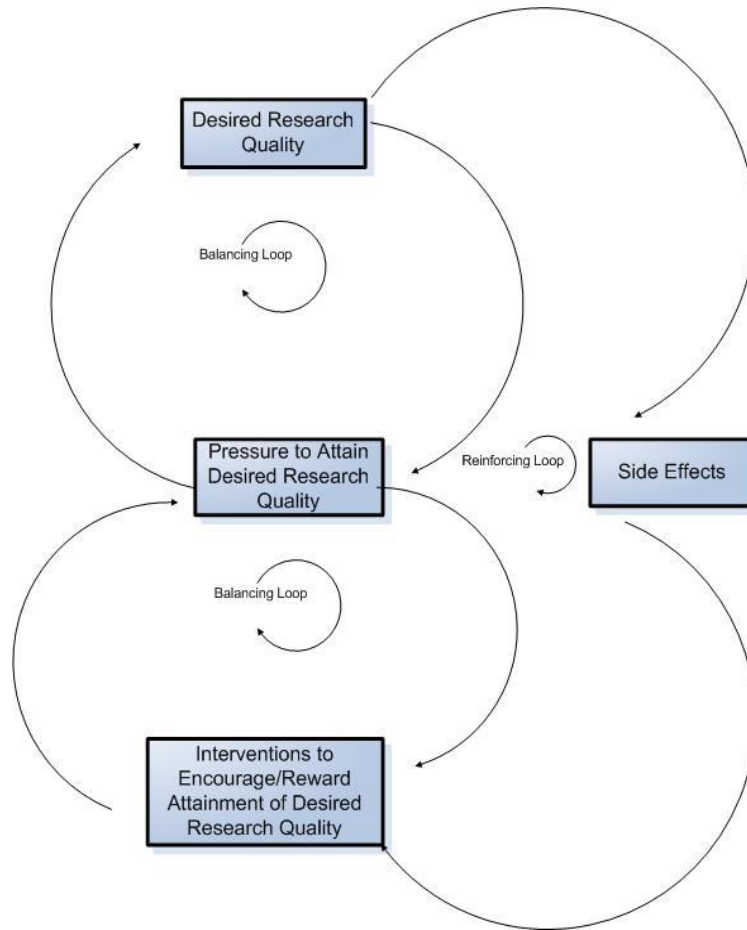 Desired Research
Quality
Balancing Loop
Pressure to Attain
Desired Research
Quality
Reinforcing Loop
Side Effects
Balancing Loop
Interventions to
Encourage/Reward
Attainment of Desired
Research Quality